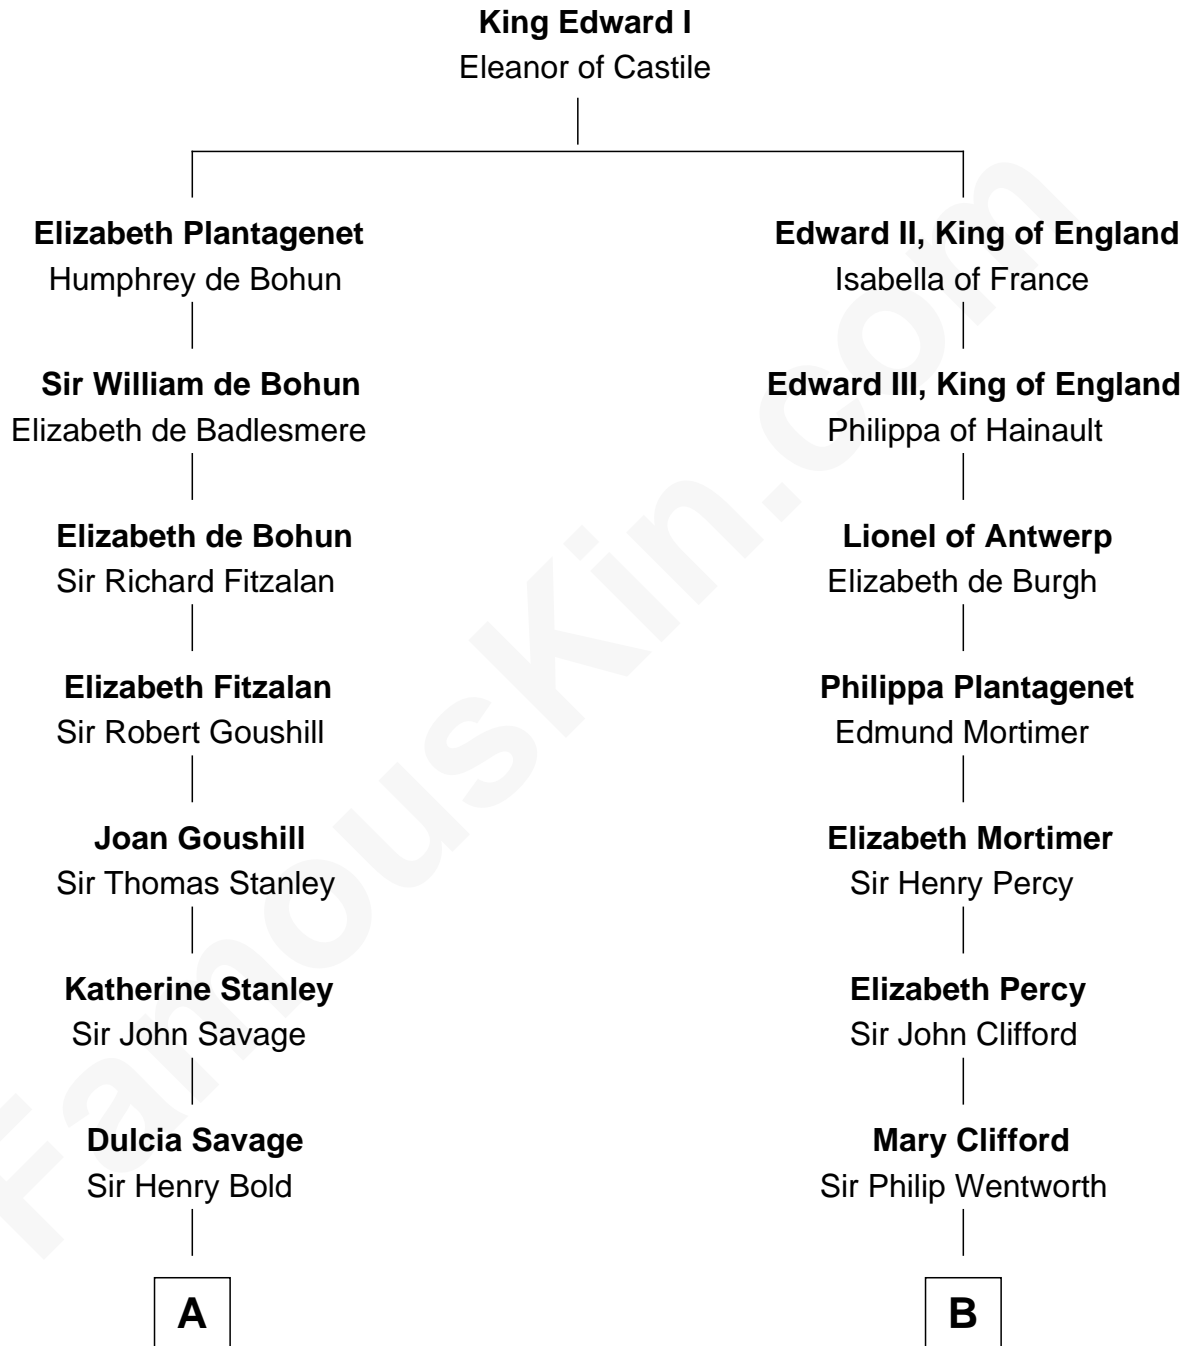 King Edward I
Eleanor of Castile
Elizabeth Plantagenet
Humphrey de Bohun
Edward II, King of England
Isabella of France
Sir William de Bohun
Elizabeth de Badlesmere
Edward III, King of England
Philippa of Hainault
Elizabeth de Bohun
Sir Richard Fitzalan
Lionel of Antwerp
Elizabeth de Burgh
Elizabeth Fitzalan
Sir Robert Goushill
Philippa Plantagenet
Edmund Mortimer
Joan Goushill
Sir Thomas Stanley
Elizabeth Mortimer
Sir Henry Percy
Katherine Stanley
Sir John Savage
Elizabeth Percy
Sir John Clifford
Dulcia Savage
Sir Henry Bold
Mary Clifford
Sir Philip Wentworth
A
B
FamousKin.com